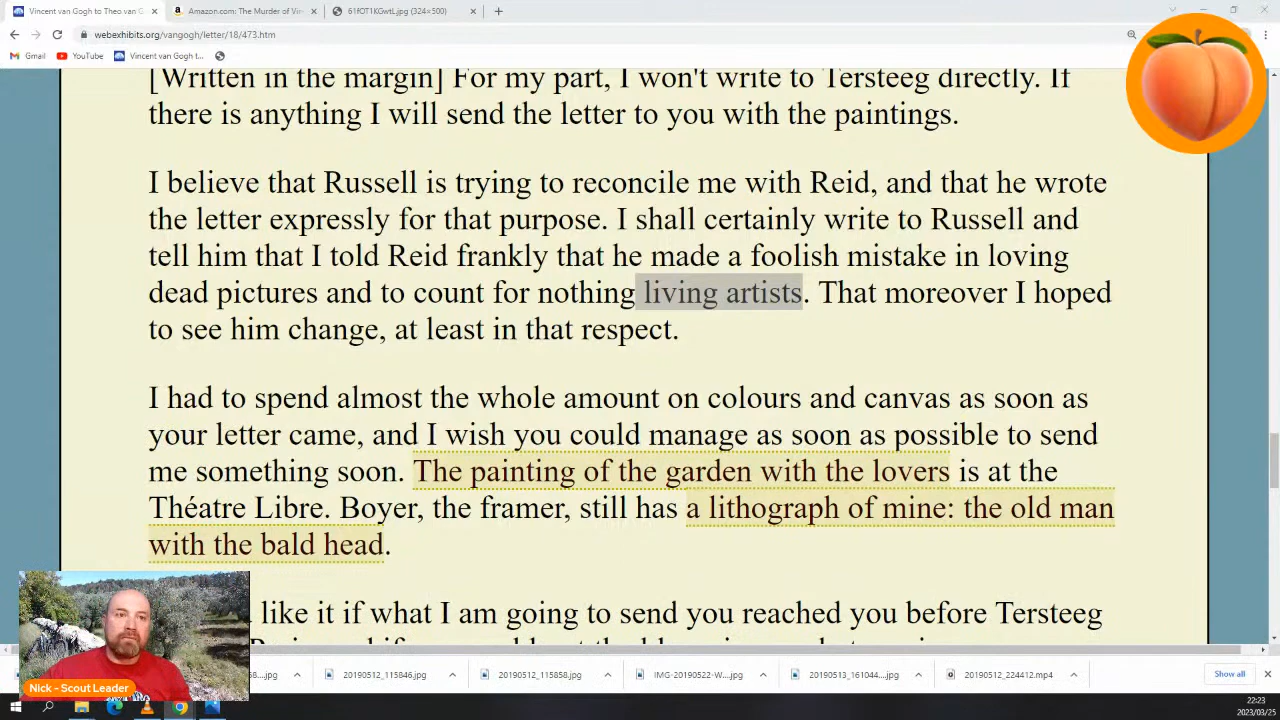 Vincent van Gogh to Theo van G
Amazon.com: The Murder of Vin
61fOT1KGwtL.jpg (324×500)
webexhibits.org/vangogh/letter/18/473.htm
Gmail
YouTube
Vincent van Gogh t...
[Written in the margin] For my part, I won't write to Tersteeg directly. If
there is anything I will send the letter to you with the paintings.
I believe that Russell is trying to reconcile me with Reid, and that he wrote
the letter expressly for that purpose. I shall certainly write to Russell and
tell him that I told Reid frankly that he made a foolish mistake in loving
dead pictures and to count for nothing living artists. That moreover I hoped
to see him change, at least in that respect.
I had to spend almost the whole amount on colours and canvas as soon as
your letter came, and I wish you could manage as soon as possible to send
me something soon. The painting of the garden with the lovers is at the
Théatre Libre. Boyer, the framer, still has a lithograph of mine: the old man
with the bald head.
like it if what I am going to send you reached you before Tersteeg
Nick - Scout Leader
.jpg
20190512_115846.jpg
IMG-20190522-W....jpg
20190513_161044....jpg
20190512_224412.mp4
Show all
22:23
2023/03/25